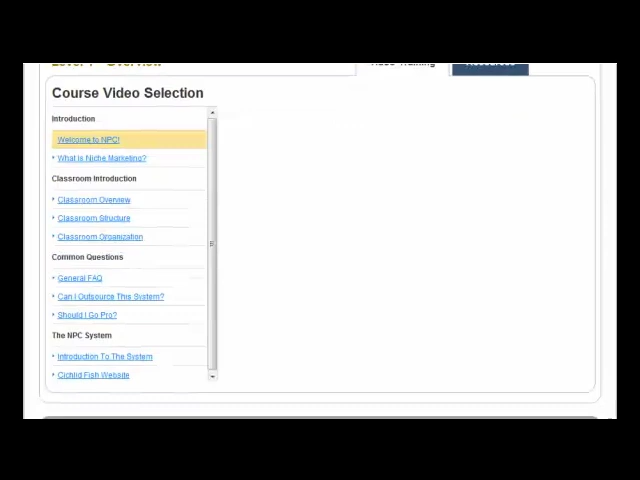 Course Video Selection
Introduction
Welcome to NPC!
What is Niche Marketing?
Classroom Introduction
Classroom Overview
Classroom Structure
Classroom Organization
Common Questions
General FAQ
Can I Outsource This System?
Should I Go Pro?
The NPC System
Introduction To The System
Cichlid Fish Website